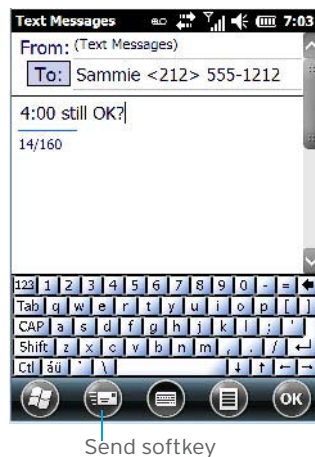 Text Messages 7:03
From: (Text Messages)
To: Sammie <212> 555-1212
4:00 still OK?
14/160
123 1 2 3 4 5 6 7 8 9 0 - =
Tab q w e r t y u i o p [ ]
CAP a s d f g h j k l ; '
Shift z x c v b n m , . /
Ctl áü ` \
OK
Send softkey